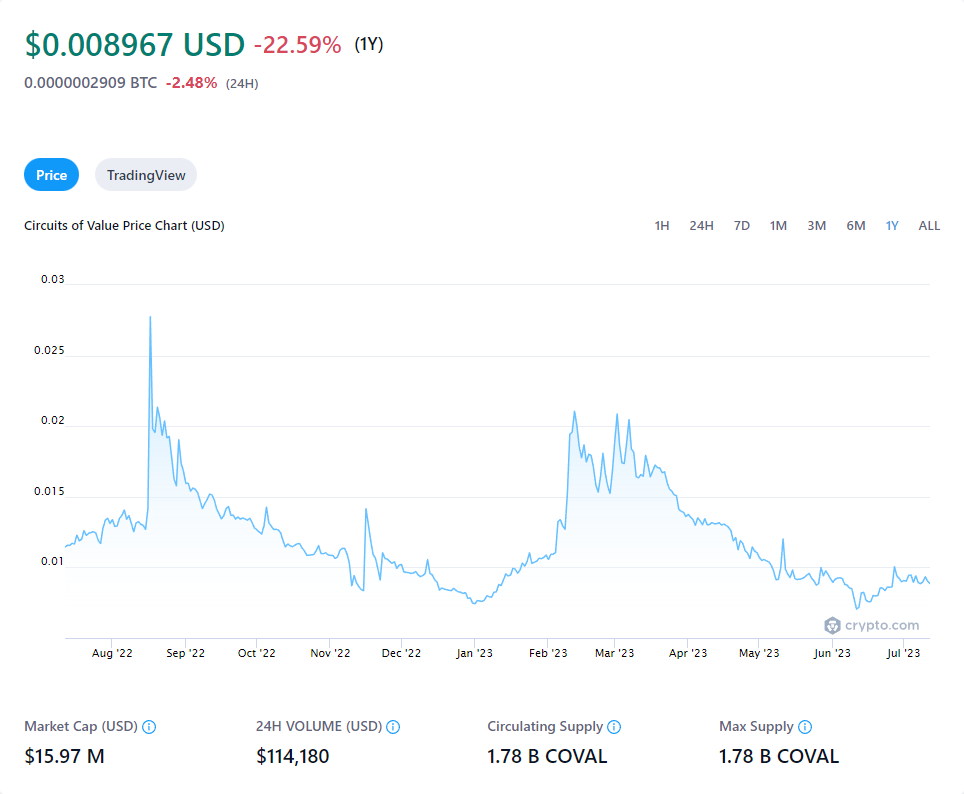 $0.008967 USD -22.59% (1Y)
0.0000002909 BTC -2.48% (24H)
Price TradingView
Circuits of Value Price Chart (USD) 1H 24H 7D 1M 3M 6M 1Y ALL
0.03
0.025
0.02
0.015
0.01
crypto.com
Aug '22 Sep '22 Oct '22 Nov '22 Dec '22 Jan '23 Feb '23 Mar '23 Apr '23 May '23 Jun '23 Jul '23
Market Cap (USD) 24H VOLUME (USD) Circulating Supply Max Supply
$15.97 M $114,180 1.78 B COVAL 1.78 B COVAL